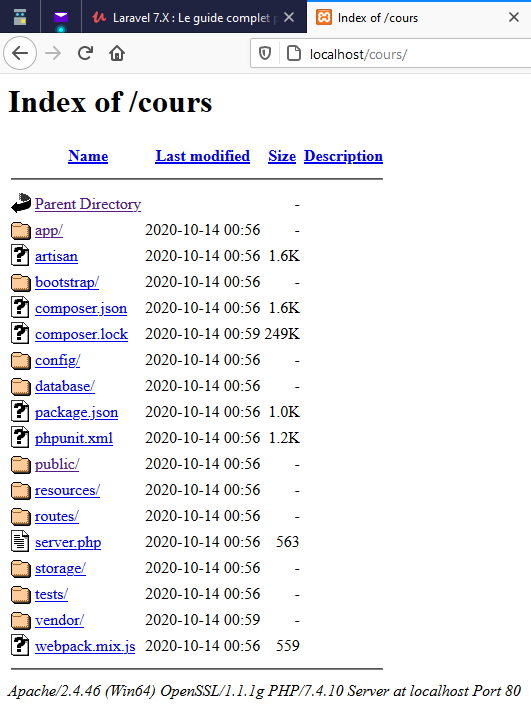 Laravel 7.X : Le guide complet
Index of /cours
localhost/cours/
Index of /cours
Name Last modified Size Description
Parent Directory -
app/ 2020-10-14 00:56 -
artisan 2020-10-14 00:56 1.6K
bootstrap/ 2020-10-14 00:56 -
composer.json 2020-10-14 00:56 1.6K
composer.lock 2020-10-14 00:59 249K
config/ 2020-10-14 00:56 -
database/ 2020-10-14 00:56 -
package.json 2020-10-14 00:56 1.0K
phpunit.xml 2020-10-14 00:56 1.2K
public/ 2020-10-14 00:56 -
resources/ 2020-10-14 00:56 -
routes/ 2020-10-14 00:56 -
server.php 2020-10-14 00:56 563
storage/ 2020-10-14 00:56 -
tests/ 2020-10-14 00:56 -
vendor/ 2020-10-14 00:59 -
webpack.mix.js 2020-10-14 00:56 559
Apache/2.4.46 (Win64) OpenSSL/1.1.1g PHP/7.4.10 Server at localhost Port 80